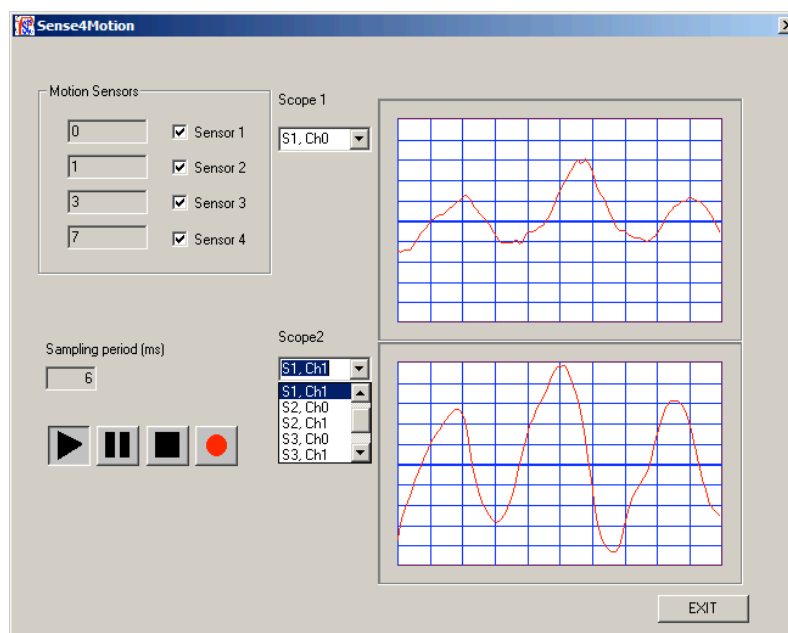 Sense4Motion
Motion Sensors
0 Sensor 1
1 Sensor 2
3 Sensor 3
7 Sensor 4
Scope 1
S1, Ch0
Sampling period (ms)
6
Scope2
S1, Ch1
S1, Ch1
S2, Ch0
S2, Ch1
S3, Ch0
S3, Ch1
EXIT